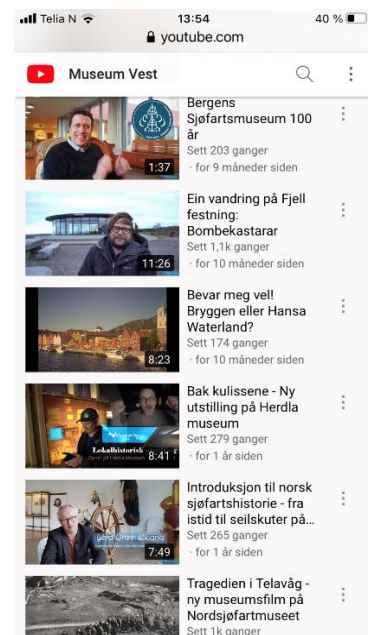 Telia N 13:54 40 %
youtube.com
Museum Vest
Bergens
Sjøfartsmuseum 100
år
Sett 203 ganger
· for 9 måneder siden
1:37
Ein vandring på Fjell
festning:
Bombekastarar
Sett 1,1k ganger
· for 10 måneder siden
11:26
Bevar meg vel!
Bryggen eller Hansa
Waterland?
Sett 174 ganger
· for 10 måneder siden
8:23
Bak kulissene - Ny
utstilling på Herdla
museum
Sett 279 ganger
· for 1 år siden
Lokalhistorisk
8:41
Introduksjon til norsk
sjøfartshistorie - fra
istid til seilskuter på...
Sett 265 ganger
· for 1 år siden
7:49
Tragedien i Telavåg -
ny museumsfilm på
Nordsjøfartmuseet
Sett 1k ganger